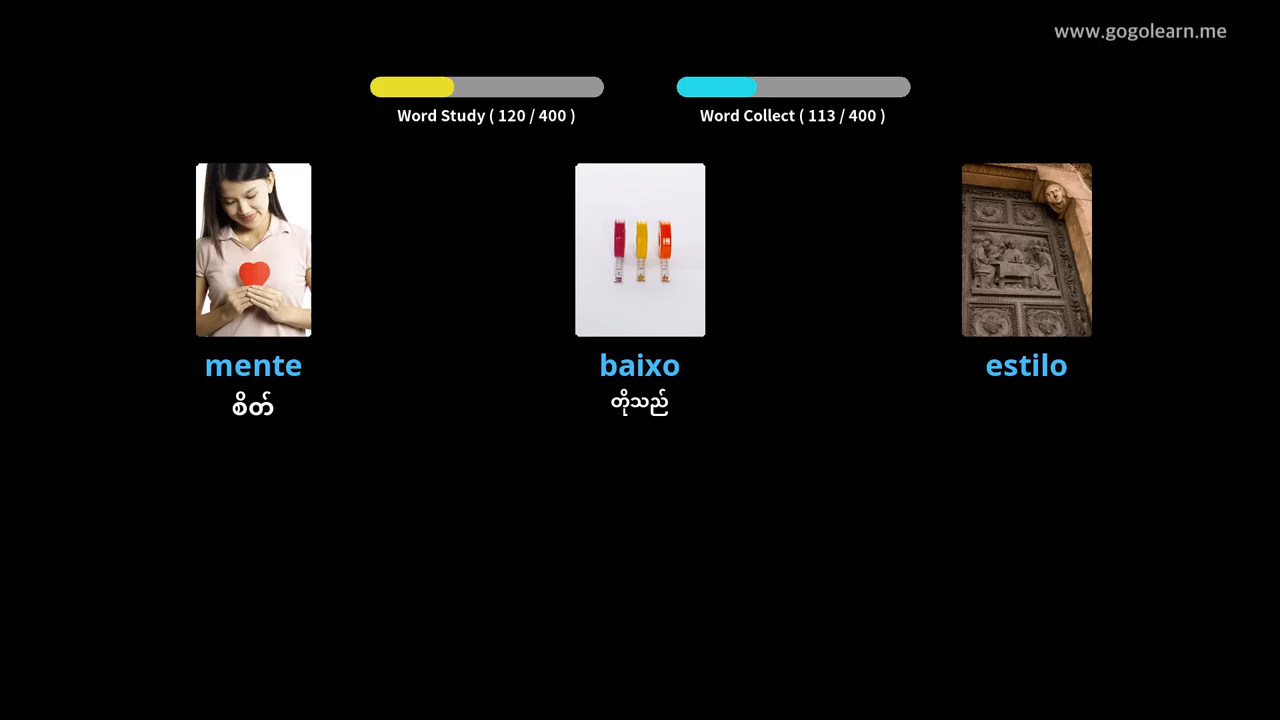 www.gogolearn.me
Word Study ( 120 / 400 )
Word Collect ( 113 / 400 )
mente
baixo
estilo
စိတ်
တိုသည်